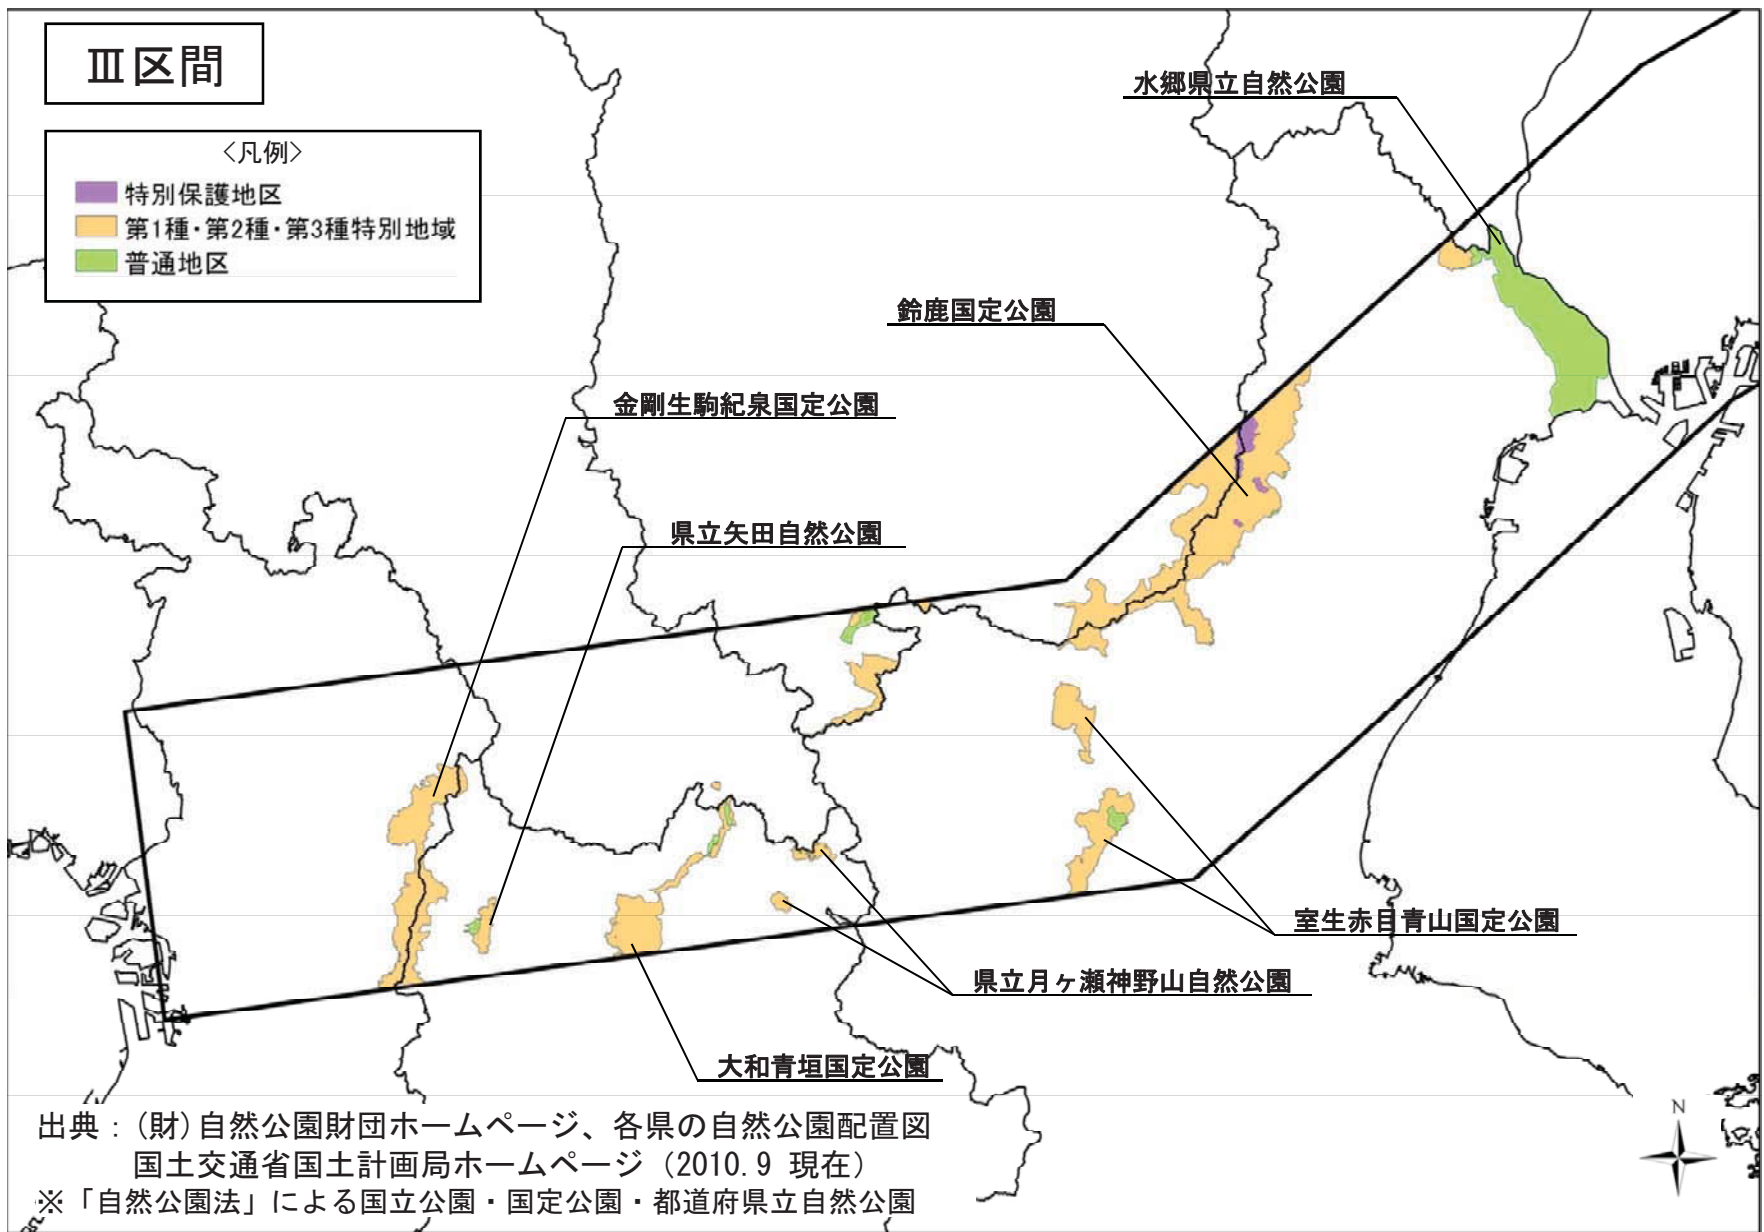 Ⅲ区間
<凡例>
特別保護地区
第1種・第2種・第3種特別地域
普通地区
水郷県立自然公園
鈴鹿国定公園
金剛生駒紀泉国定公園
県立矢田自然公園
室生赤目青山国定公園
県立月ヶ瀬神野山自然公園
大和青垣国定公園
N
出典：(財)自然公園財団ホームページ、各県の自然公園配置図
国土交通省国土計画局ホームページ（2010.9 現在）
※「自然公園法」による国立公園・国定公園・都道府県立自然公園